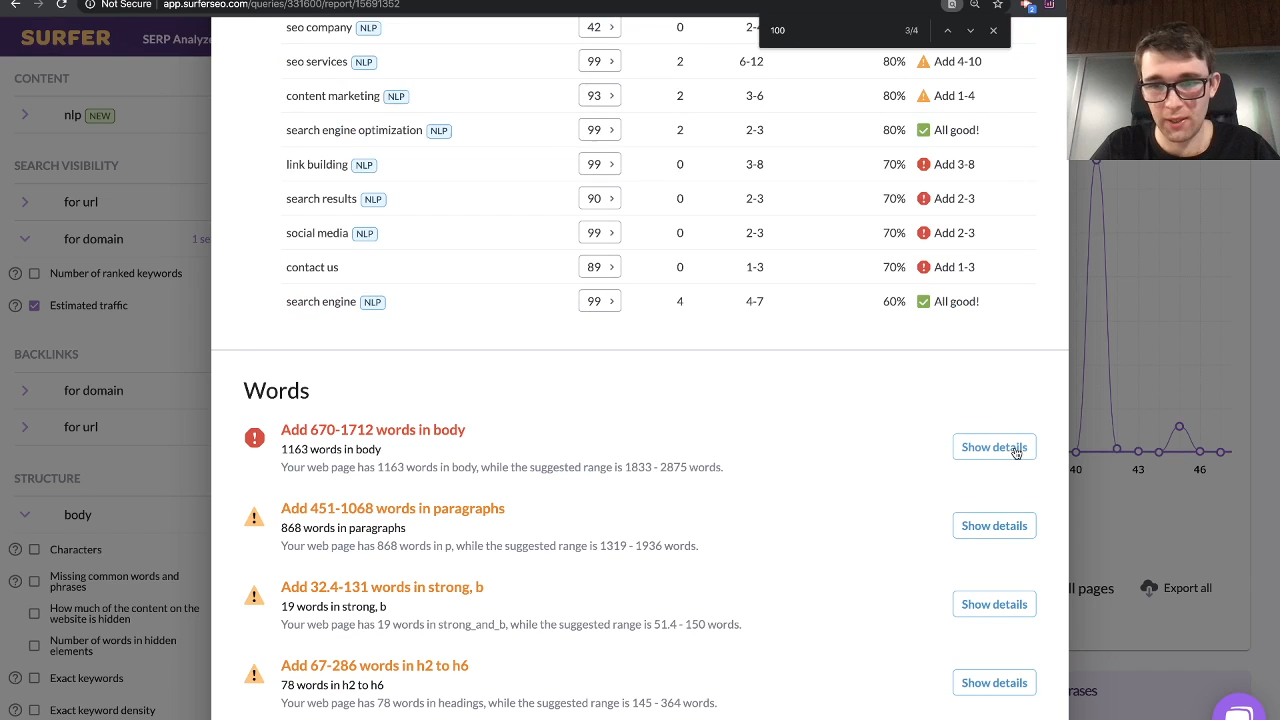 Not Secure app.surferseo.com/queries/331600/report/15691352
2
SURFER
SERP Analyzer
100
3/4
CONTENT
nlp NEW
SEARCH VISIBILITY
for url
for domain
1 se
Number of ranked keywords
Estimated traffic
BACKLINKS
for domain
for url
STRUCTURE
body
Characters
Missing common words and
phrases
How much of the content on the
website is hidden
Number of words in hidden
elements
Exact keywords
Exact keyword density
seo company NLP 42 > 0
seo services NLP 99 > 2 6-12 80% Add 4-10
content marketing NLP 93 > 2 3-6 80% Add 1-4
search engine optimization NLP 99 > 2 2-3 80% All good!
link building NLP 99 > 0 3-8 70% Add 3-8
search results NLP 90 > 0 2-3 70% Add 2-3
social media NLP 99 > 0 2-3 70% Add 2-3
contact us 89 > 0 1-3 70% Add 1-3
search engine NLP 99 > 4 4-7 60% All good!
Words
Add 670-1712 words in body
1163 words in body
Your web page has 1163 words in body, while the suggested range is 1833 - 2875 words.
Show details
Add 451-1068 words in paragraphs
868 words in paragraphs
Your web page has 868 words in p, while the suggested range is 1319 - 1936 words.
Show details
Add 32.4-131 words in strong, b
19 words in strong, b
Your web page has 19 words in strong_and_b, while the suggested range is 51.4 - 150 words.
Show details
Add 67-286 words in h2 to h6
78 words in h2 to h6
Your web page has 78 words in headings, while the suggested range is 145 - 364 words.
Show details
40 43 46
ll pages
Export all
rases